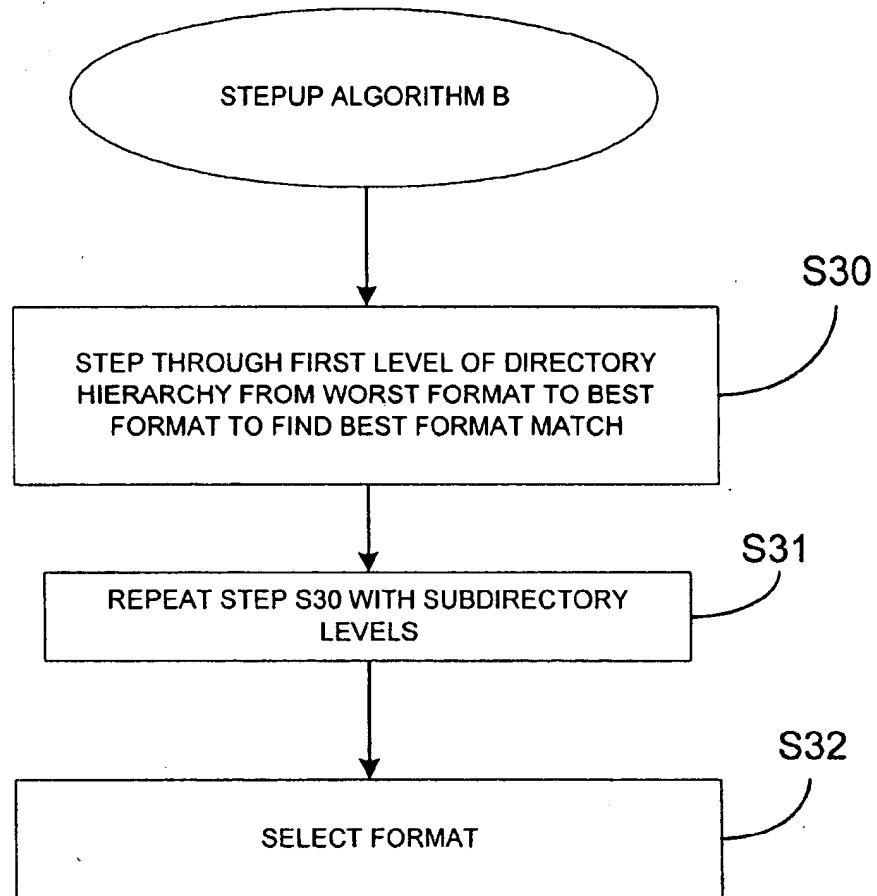 STEPUP ALGORITHM B
S30
STEP THROUGH FIRST LEVEL OF DIRECTORY
HIERARCHY FROM WORST FORMAT TO BEST
FORMAT TO FIND BEST FORMAT MATCH
S31
REPEAT STEP S30 WITH SUBDIRECTORY
LEVELS
S32
SELECT FORMAT